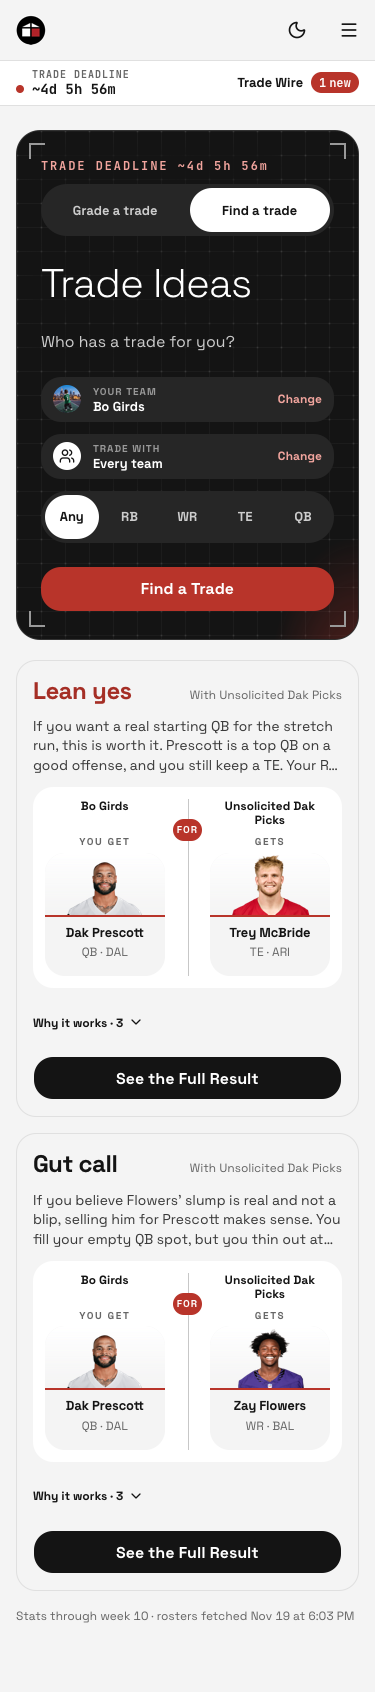 TRADE DEADLINE
~4d 5h 56m
Trade Wire
1 new
TRADE DEADLINE ~4d 5h 56m
Grade a trade
Find a trade
Trade Ideas
Who has a trade for you?
YOUR TEAM
Bo Girds
Change
TRADE WITH
Every team
Change
Any RB WR TE QB
Find a Trade
Lean yes
With Unsolicited Dak Picks
If you want a real starting QB for the stretch
run, this is worth it. Prescott is a top QB on a
good offense, and you still keep a TE. Your R…
Bo Girds
YOU GET
Dak Prescott
QB · DAL
FOR
Unsolicited Dak
Picks
GETS
Trey McBride
TE · ARI
Why it works · 3
See the Full Result
Gut call
With Unsolicited Dak Picks
If you believe Flowers' slump is real and not a
blip, selling him for Prescott makes sense. You
fill your empty QB spot, but you thin out at…
Bo Girds
YOU GET
Dak Prescott
QB · DAL
FOR
Unsolicited Dak
Picks
GETS
Zay Flowers
WR · BAL
Why it works · 3
See the Full Result
Stats through week 10 · rosters fetched Nov 19 at 6:03 PM